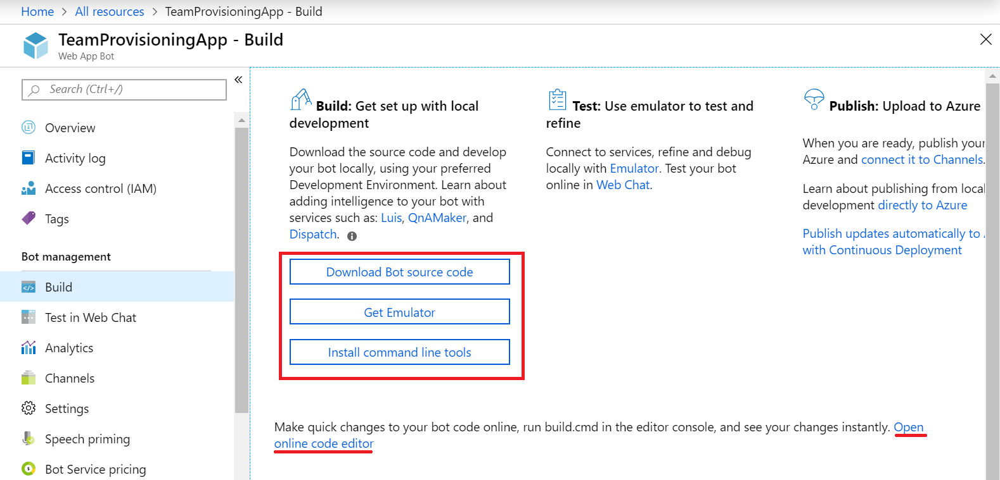 Home > All resources > TeamProvisioningApp - Build
TeamProvisioningApp - Build
Web App Bot
Search (Ctrl+/)
Overview
Activity log
Access control (IAM)
Tags
Bot management
Build
Test in Web Chat
Analytics
Channels
Settings
Speech priming
Bot Service pricing
Build: Get set up with local
development
Download the source code and develop
your bot locally, using your preferred
Development Environment. Learn about
adding intelligence to your bot with
services such as: Luis, QnAMaker, and
Dispatch.
Download Bot source code
Get Emulator
Install command line tools
Test: Use emulator to test and
refine
Connect to services, refine and debug
locally with Emulator. Test your bot
online in Web Chat.
Publish: Upload to Azure
When you are ready, publish your
Azure and connect it to Channels.
Learn about publishing from local
development directly to Azure
Publish updates automatically to
with Continuous Deployment
Make quick changes to your bot code online, run build.cmd in the editor console, and see your changes instantly. Open
online code editor